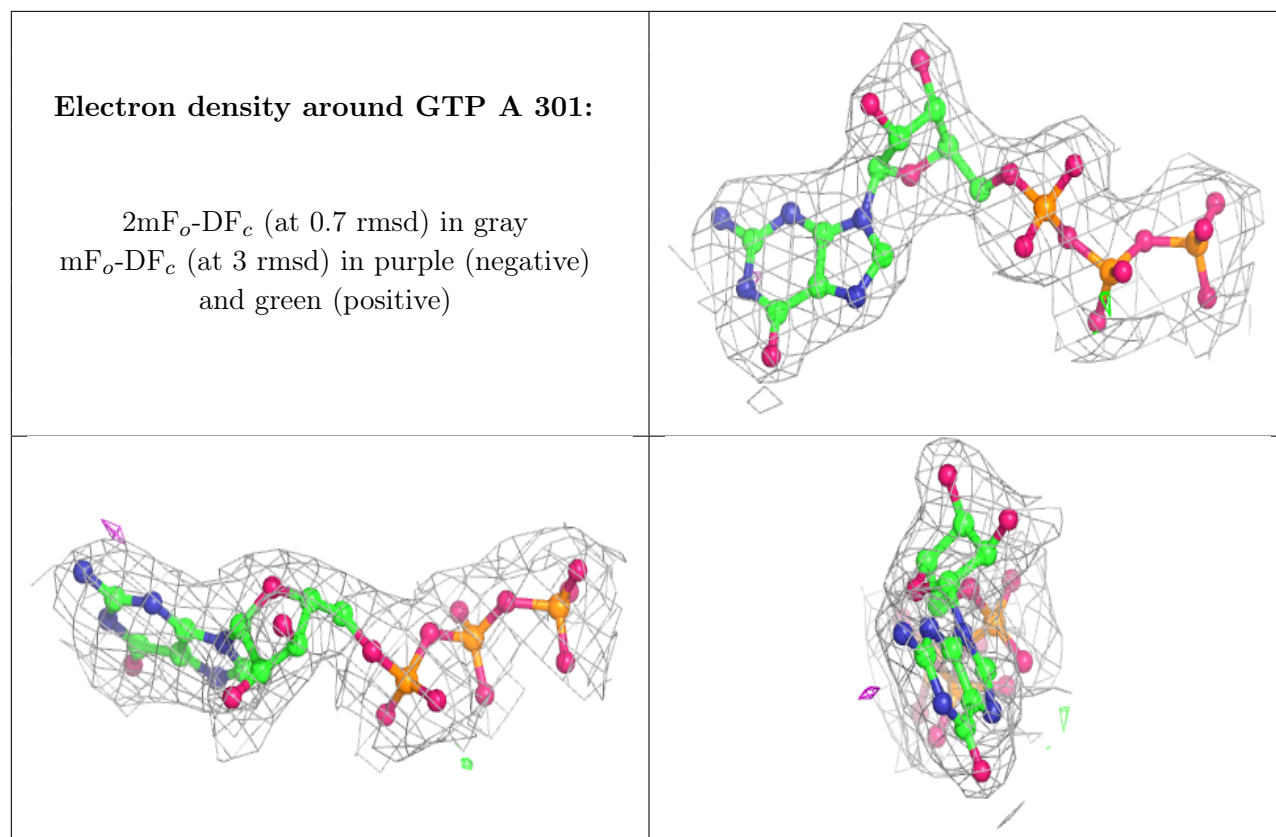 Electron density around GTP A 301:
2mFo-DFc (at 0.7 rmsd) in gray
mFo-DFc (at 3 rmsd) in purple (negative)
and green (positive)